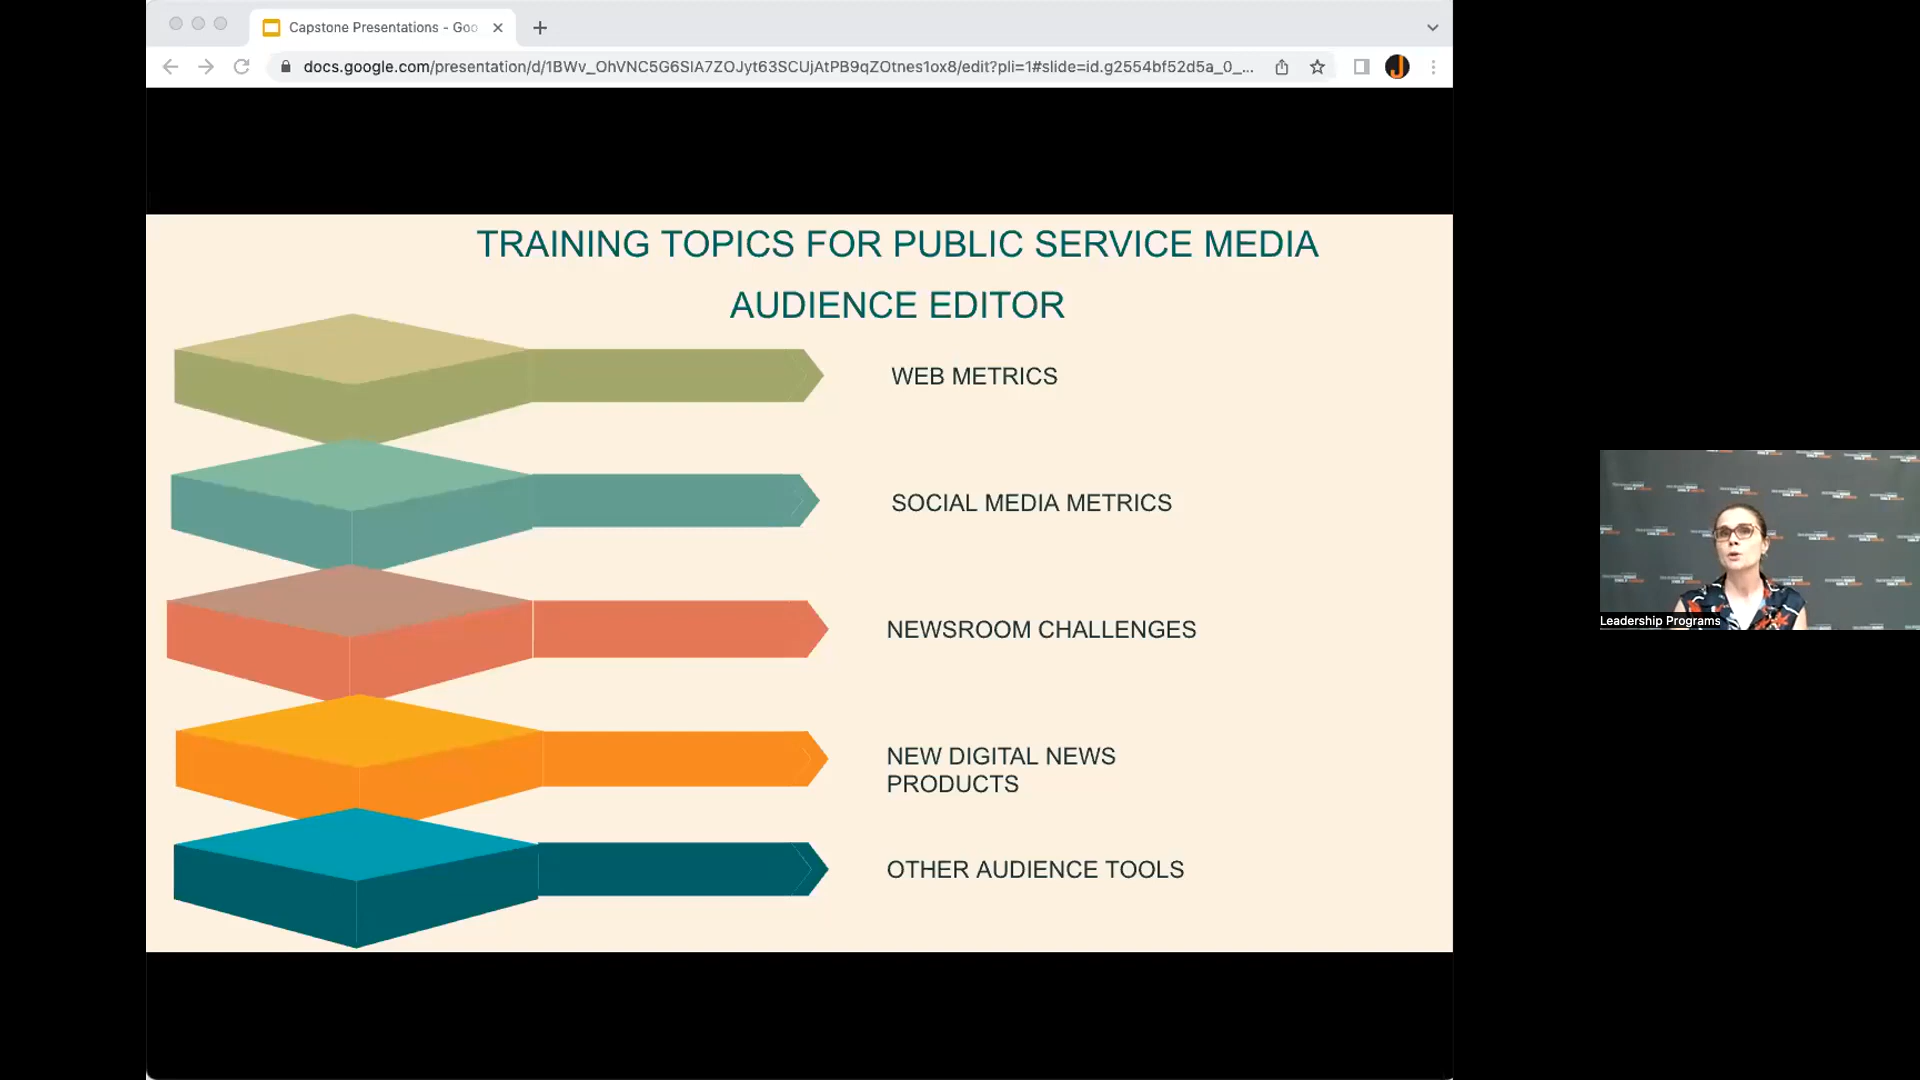 Capstone Presentations - Goo
docs.google.com/presentation/d/1BWv_OhVNC5G6SIA7ZOJyt63SCUjAtPB9qZOtnes1ox8/edit?pli=1#slide=id.g2554bf52d5a_0_...
TRAINING TOPICS FOR PUBLIC SERVICE MEDIA
AUDIENCE EDITOR
WEB METRICS
SOCIAL MEDIA METRICS
NEWSROOM CHALLENGES
NEW DIGITAL NEWS
PRODUCTS
OTHER AUDIENCE TOOLS
Leadership Programs